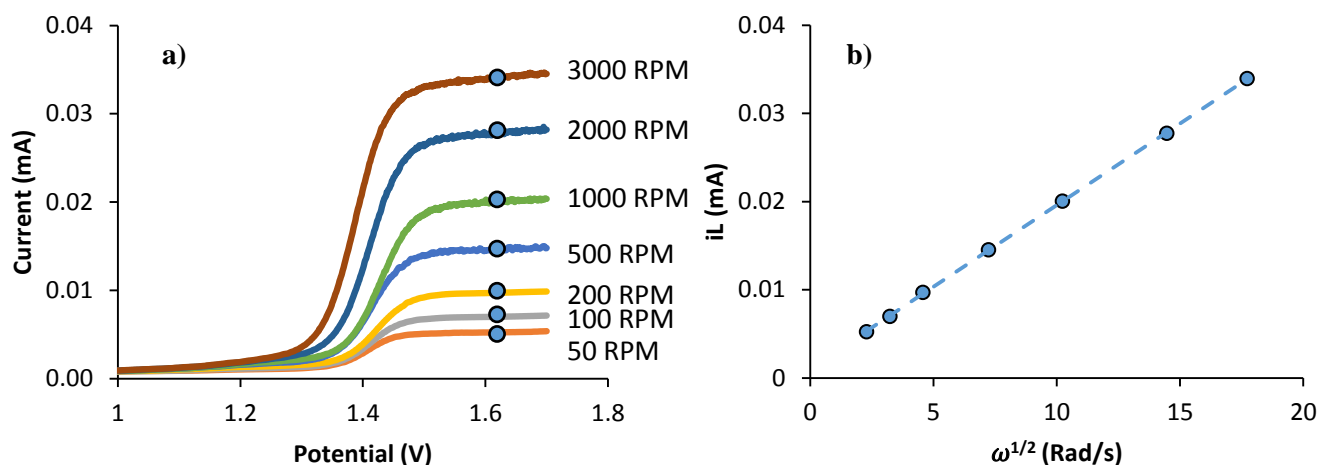 a)
0.04
0.03
0.02
0.01
0.00
Current (mA)
1
1.2
1.4
1.6
1.8
Potential (V)
3000 RPM
2000 RPM
1000 RPM
500 RPM
200 RPM
100 RPM
50 RPM
b)
0.04
0.03
0.02
0.01
0
iL (mA)
0
5
10
15
20
ω1/2 (Rad/s)